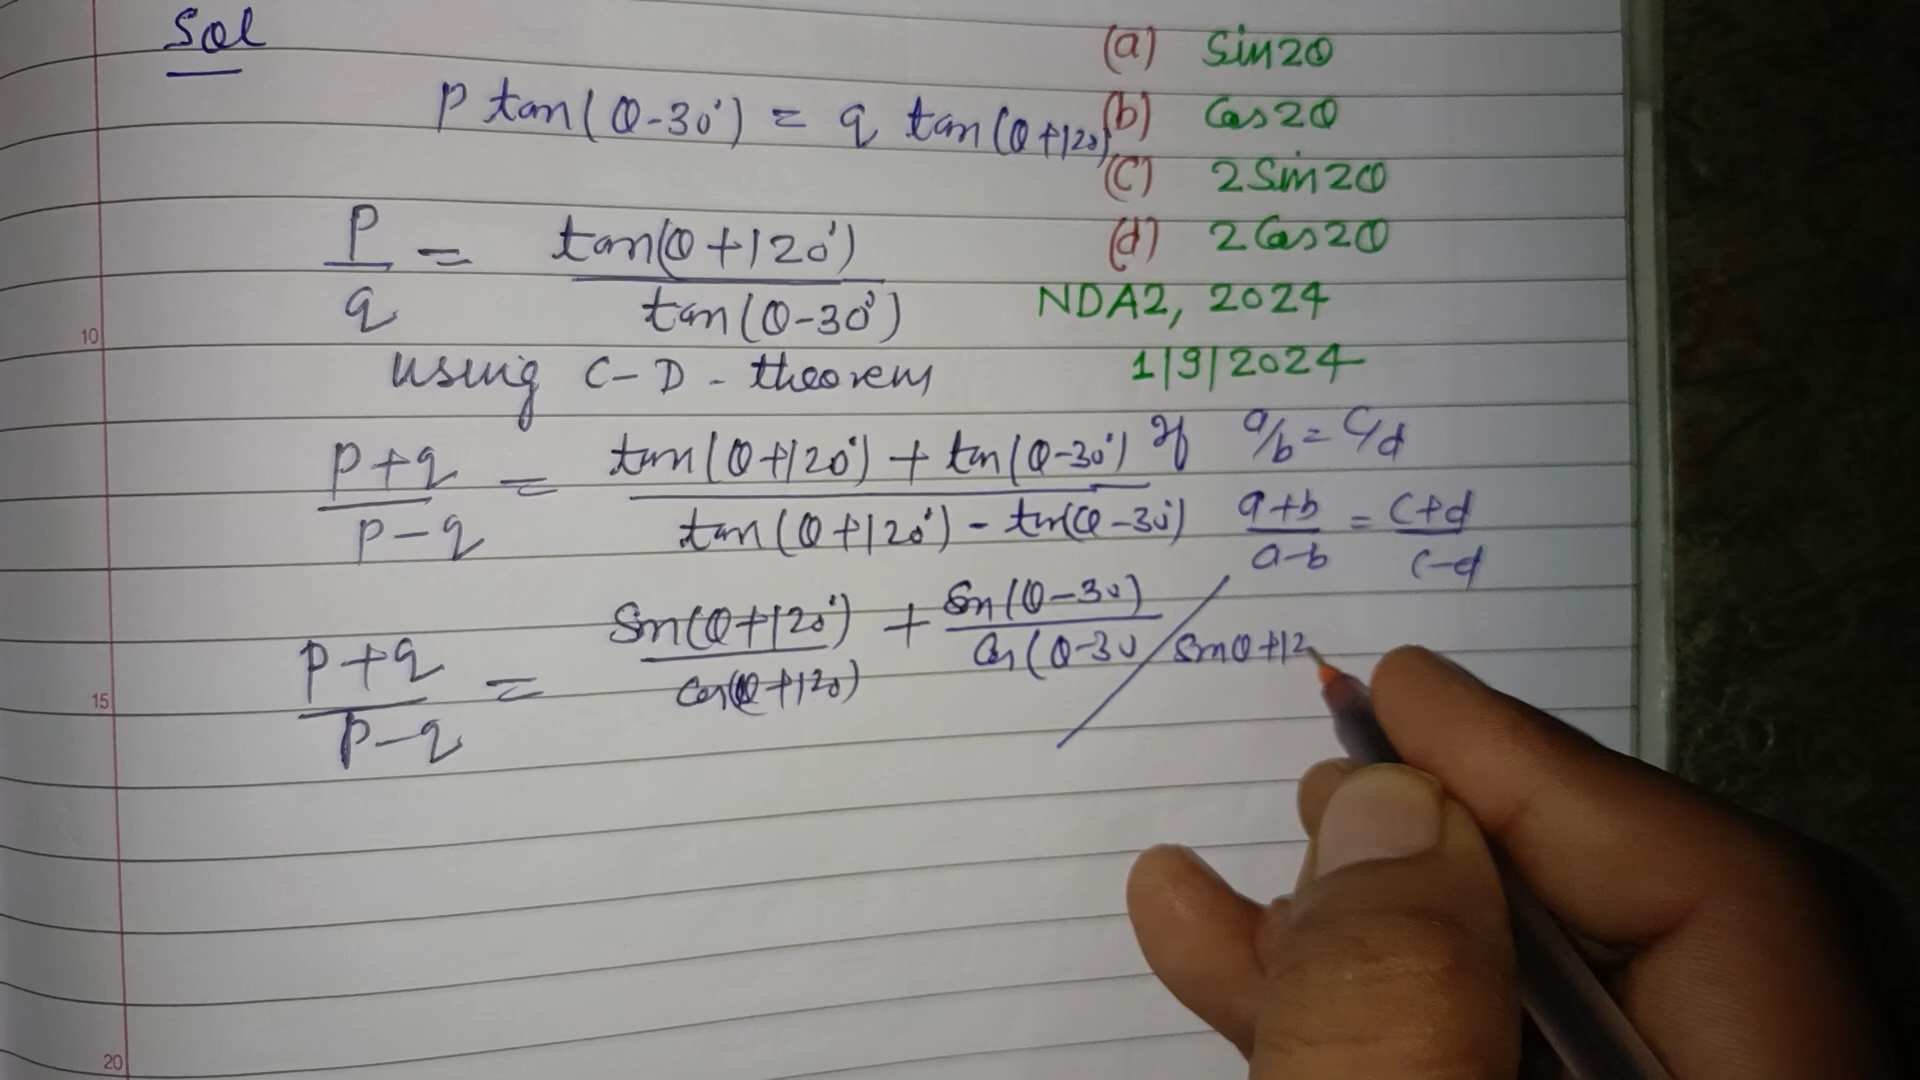 Sol
(a) Sin2θ
P tan(θ-30°) = q tan(θ+120)
(b) Cos2θ
(c) 2Sin2θ
P/q = tan(θ+120°)/tan(θ-30°)
(d) 2Cos2θ
NDA2, 2024
10
using C-D-theorem
1/9/2024
P+q/P-q = tan(θ+120°)+tan(θ-30°)/tan(θ+120°)-tan(θ-30°)
If a/b = c/d
a+b/a-b = c+d/c-d
P+q/P-q = Sin(θ+120°)/cos(θ+120) + Sin(θ-30)/Cos(θ-30 / Sinθ+12
15
20